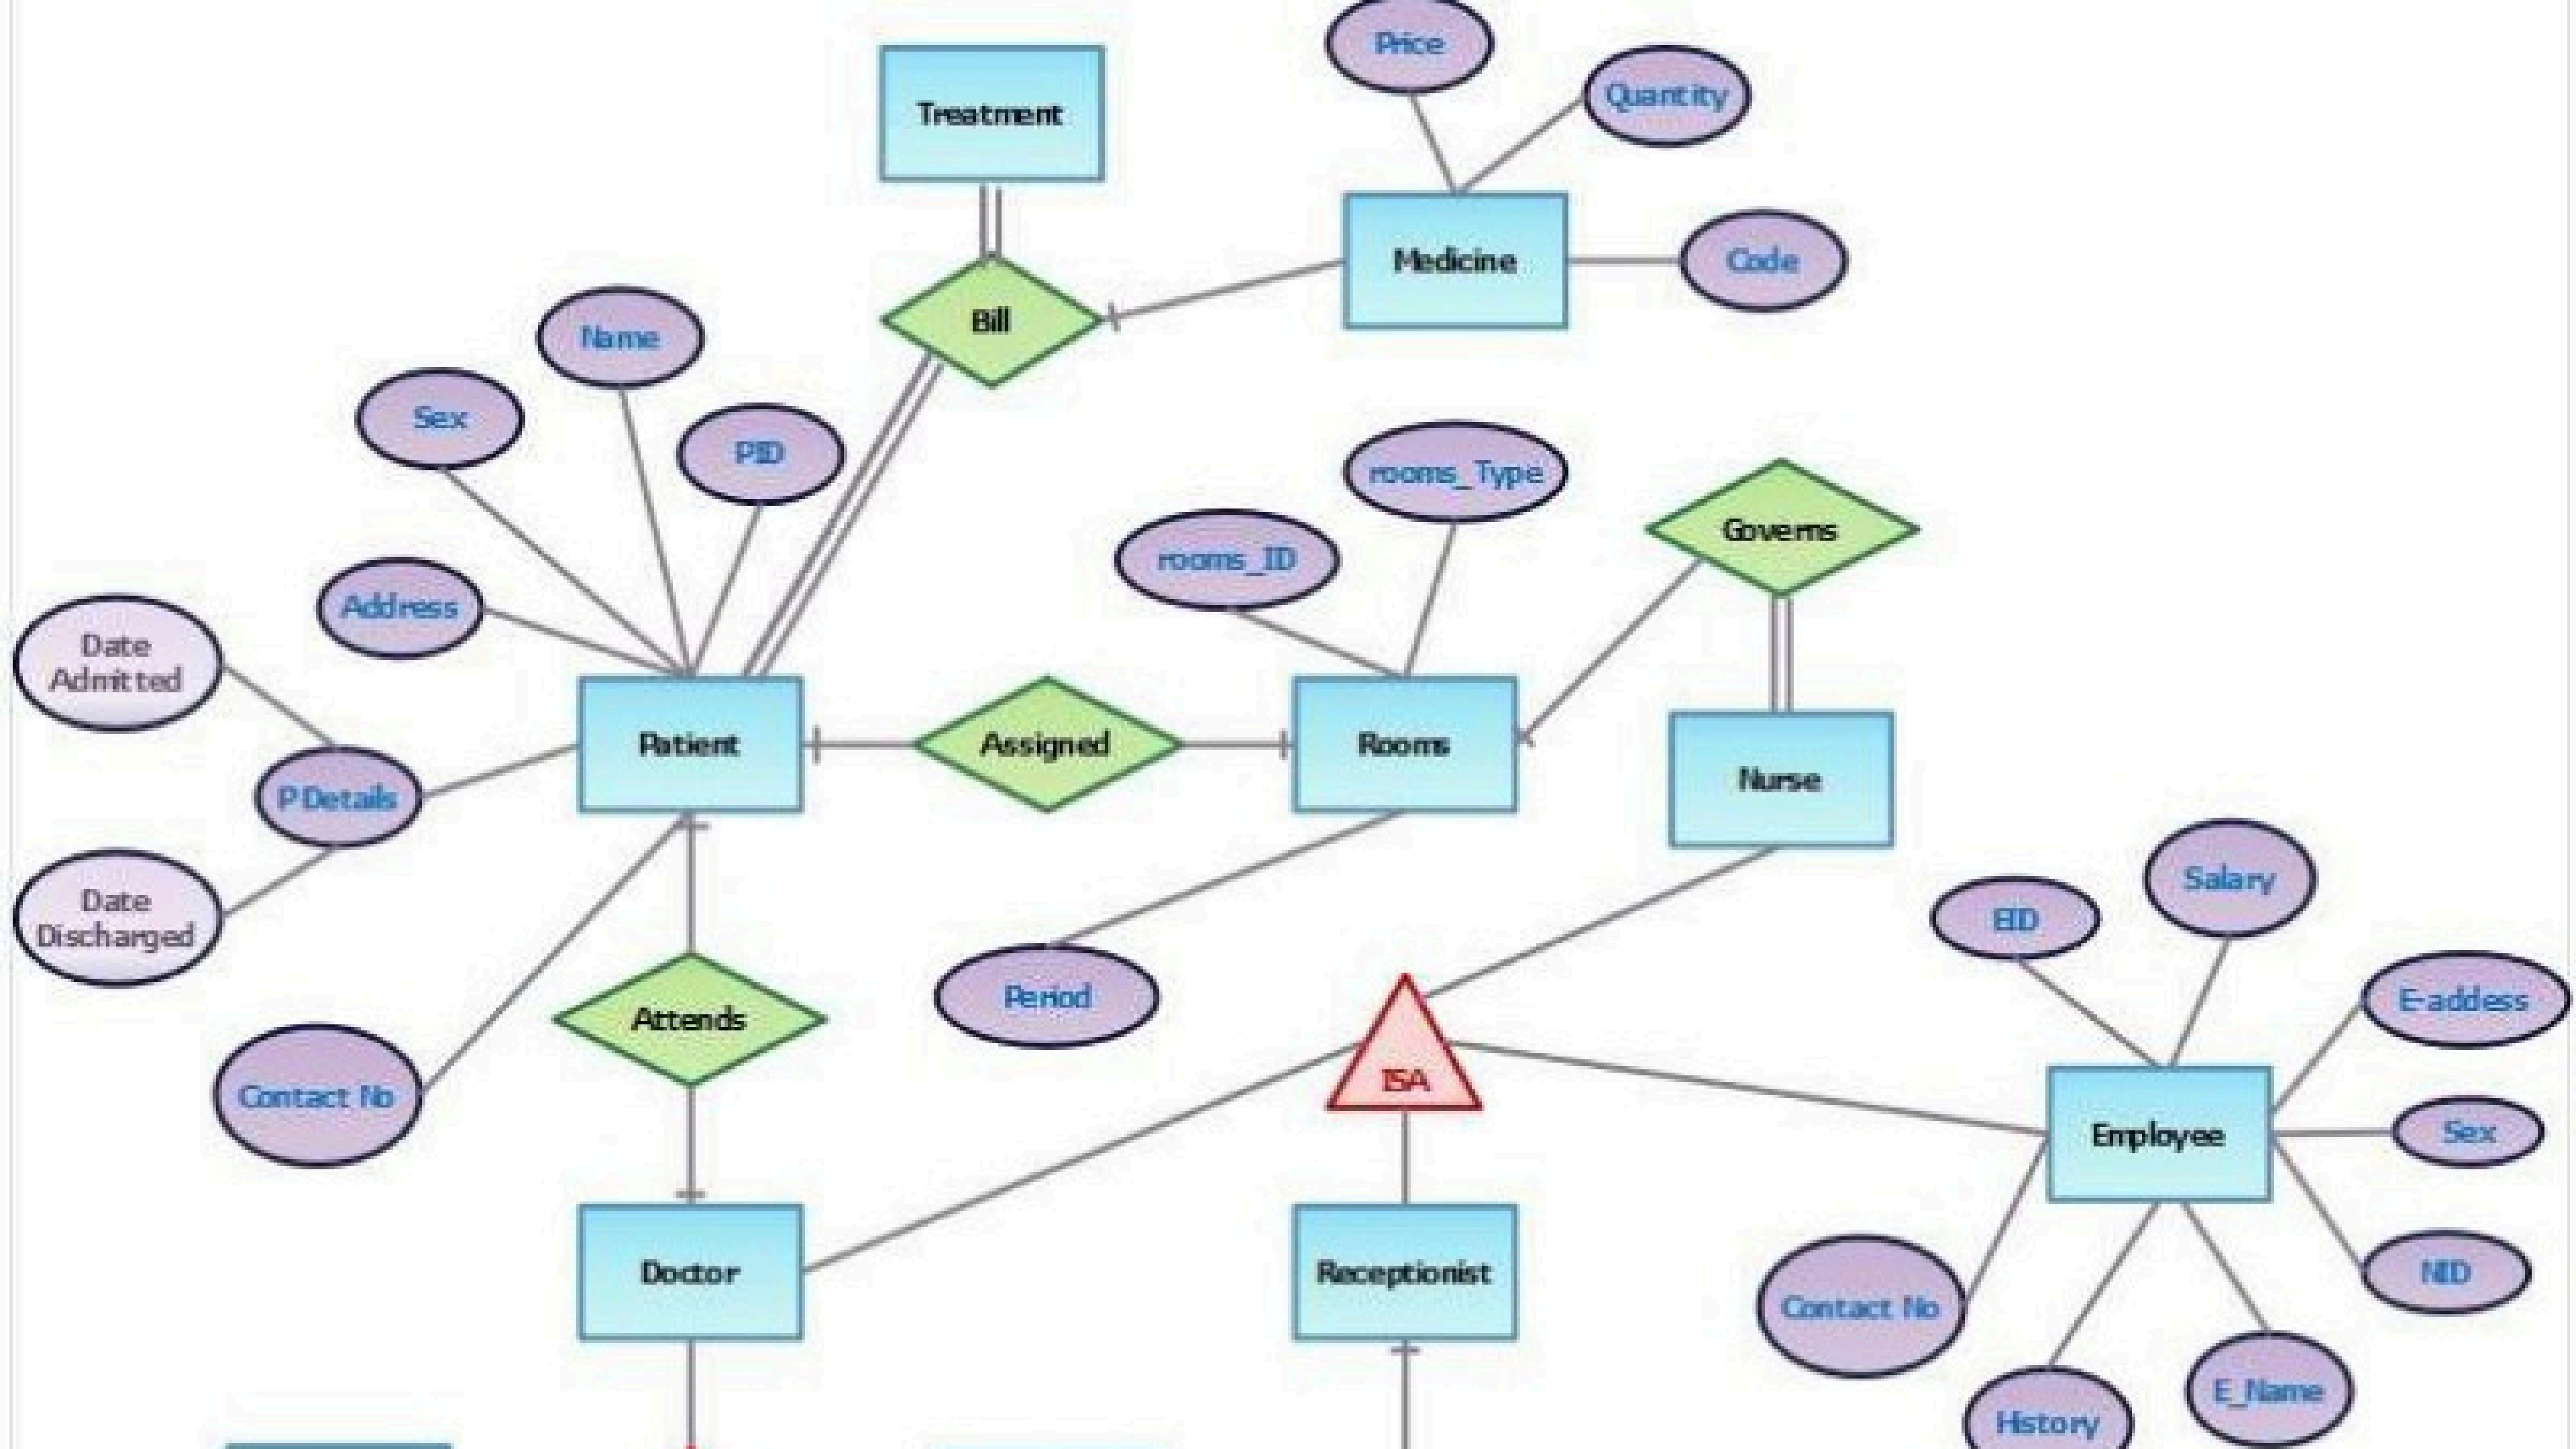 Price
Treatment
Quantity
Medicine
Code
Bill
Name
Sex
PID
rooms_Type
Governs
rooms_ID
Address
Date
Admitted
Patient
Assigned
Rooms
Nurse
P Details
Salary
EID
Date
Discharged
Period
E-addess
Attends
ISA
Contact No
Employee
Sex
Doctor
Receptionist
NID
Contact No
E_Name
History